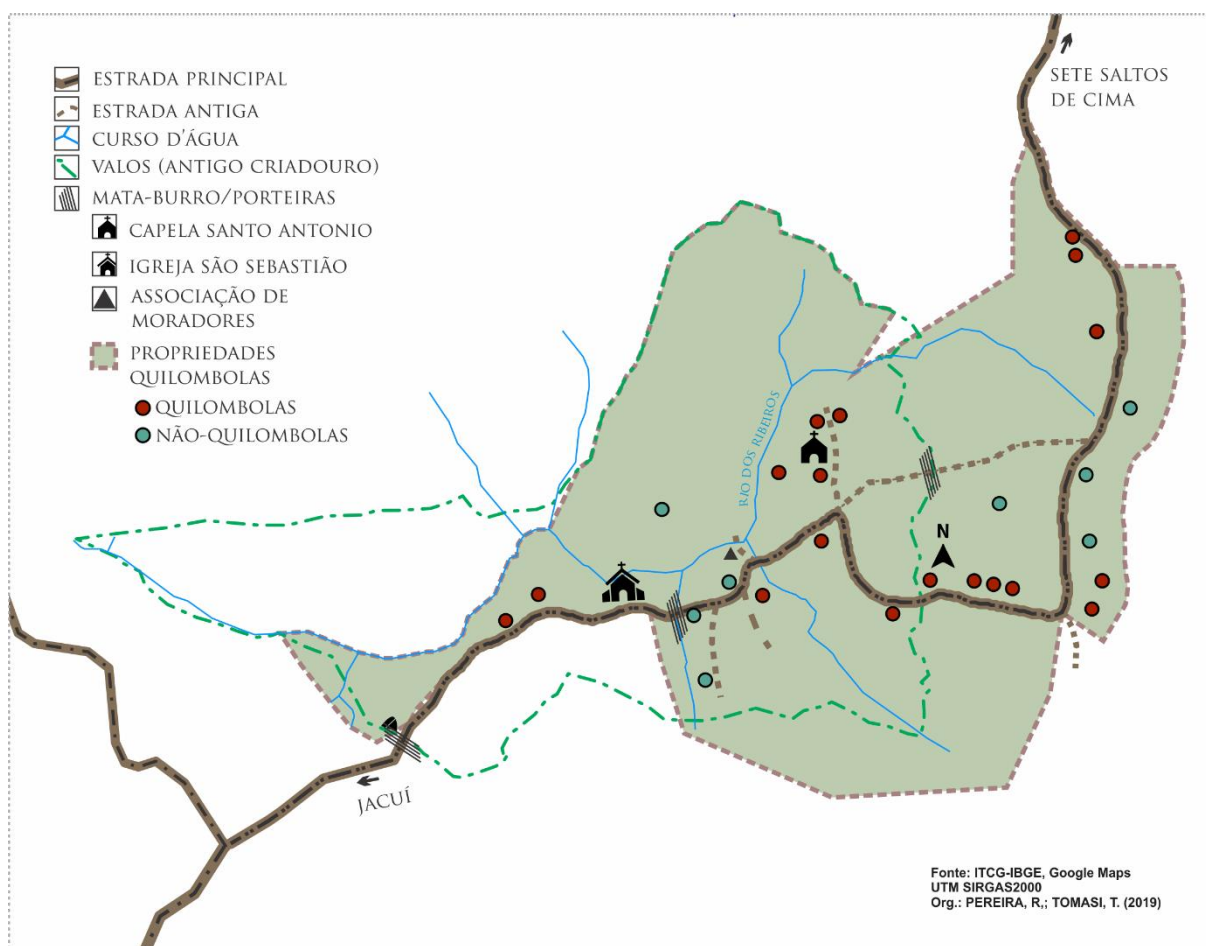 ESTRADA PRINCIPAL
ESTRADA ANTIGA
CURSO D'ÁGUA
VALOS (ANTIGO CRIADOURO)
MATA-BURRO/PORTEIRAS
CAPELA SANTO ANTONIO
IGREJA SÃO SEBASTIÃO
ASSOCIAÇÃO DE
MORADORES
PROPRIEDADES
QUILOMBOLAS
QUILOMBOLAS
NÃO-QUILOMBOLAS
SETE SALTOS
DE CIMA
RIO DOS RIBEIROS
N
JACUÍ
Fonte: ITCG-IBGE, Google Maps
UTM SIRGAS2000
Org.: PEREIRA, R,; TOMASI, T. (2019)